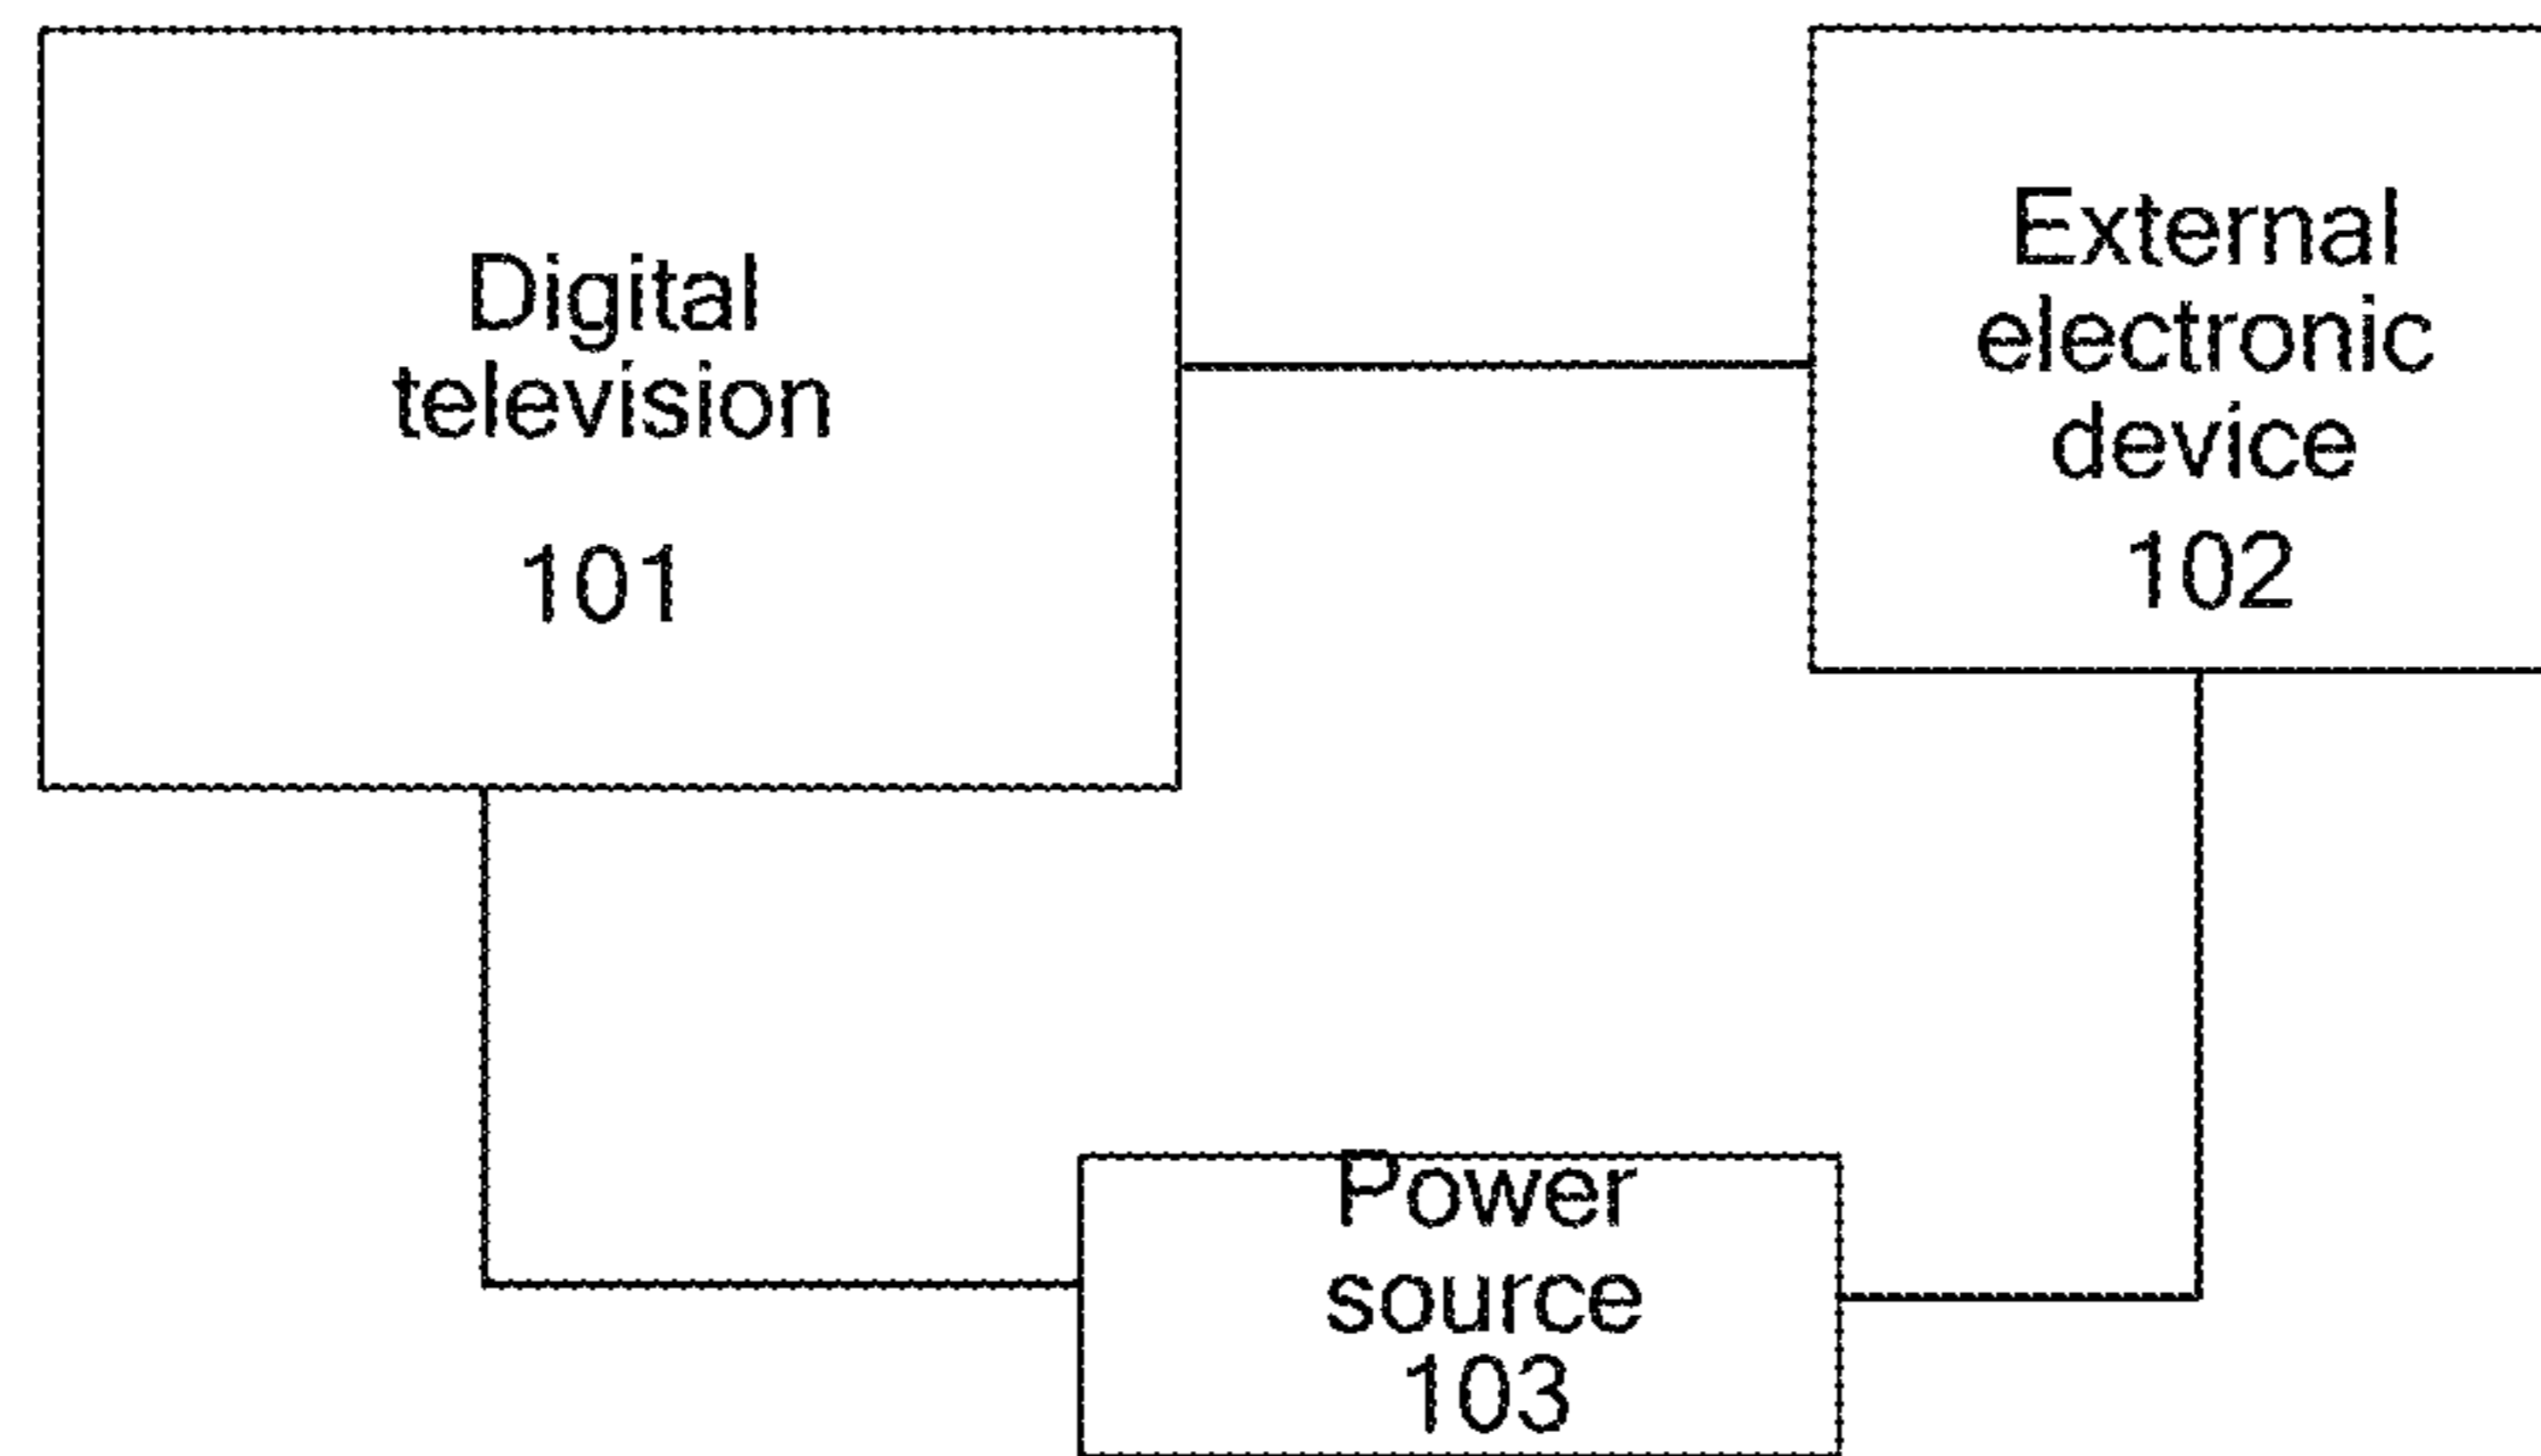 Digital
television
101
External
electronic
device
102
Power
source
103